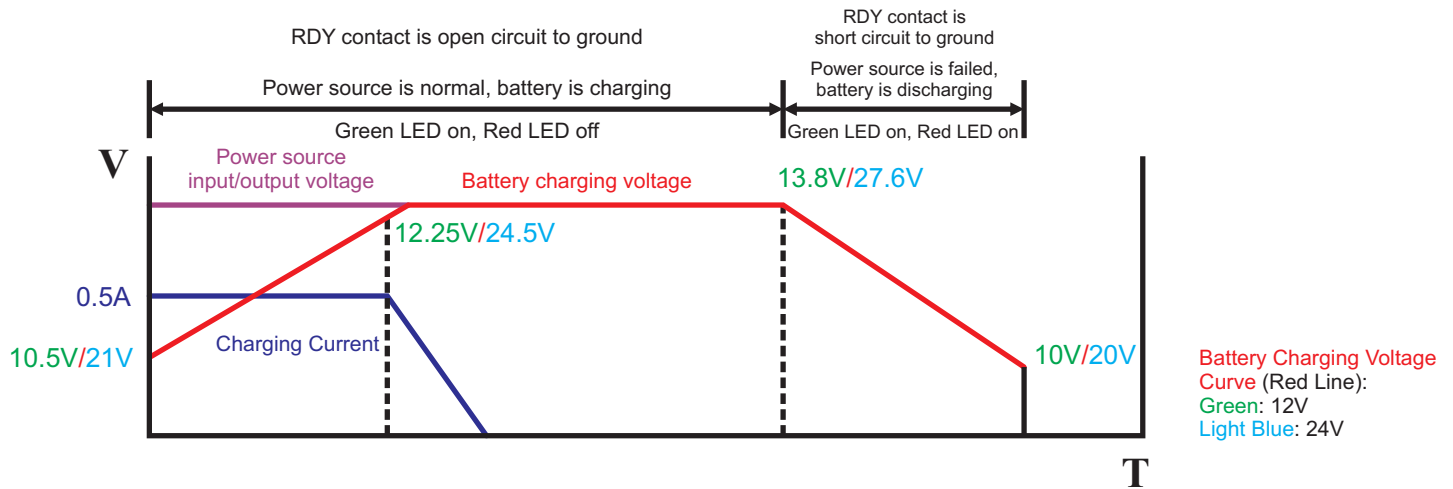 RDY contact is open circuit to ground
RDY contact is
short circuit to ground
Power source is normal, battery is charging
Power source is failed,
battery is discharging
Green LED on, Red LED off
Green LED on, Red LED on
V
Power source
input/output voltage
Battery charging voltage
13.8V/27.6V
12.25V/24.5V
0.5A
Charging Current
10.5V/21V
10V/20V
Battery Charging Voltage
Curve (Red Line):
Green: 12V
Light Blue: 24V
T